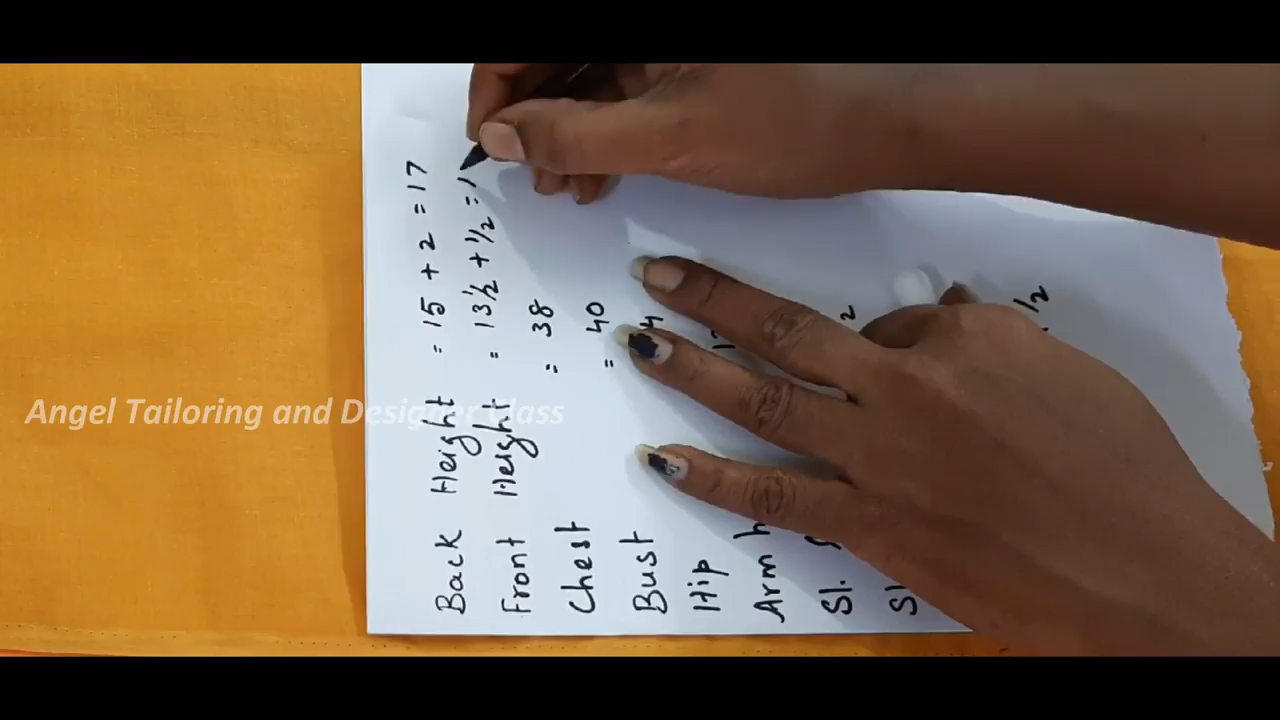 Back Height = 15 + 2 = 17
Front Height = 13½ + ½ = 1
Chest = 38
Bust = 40
Hip
Arm
Sl.
Sl.
Angel Tailoring and Designer Class